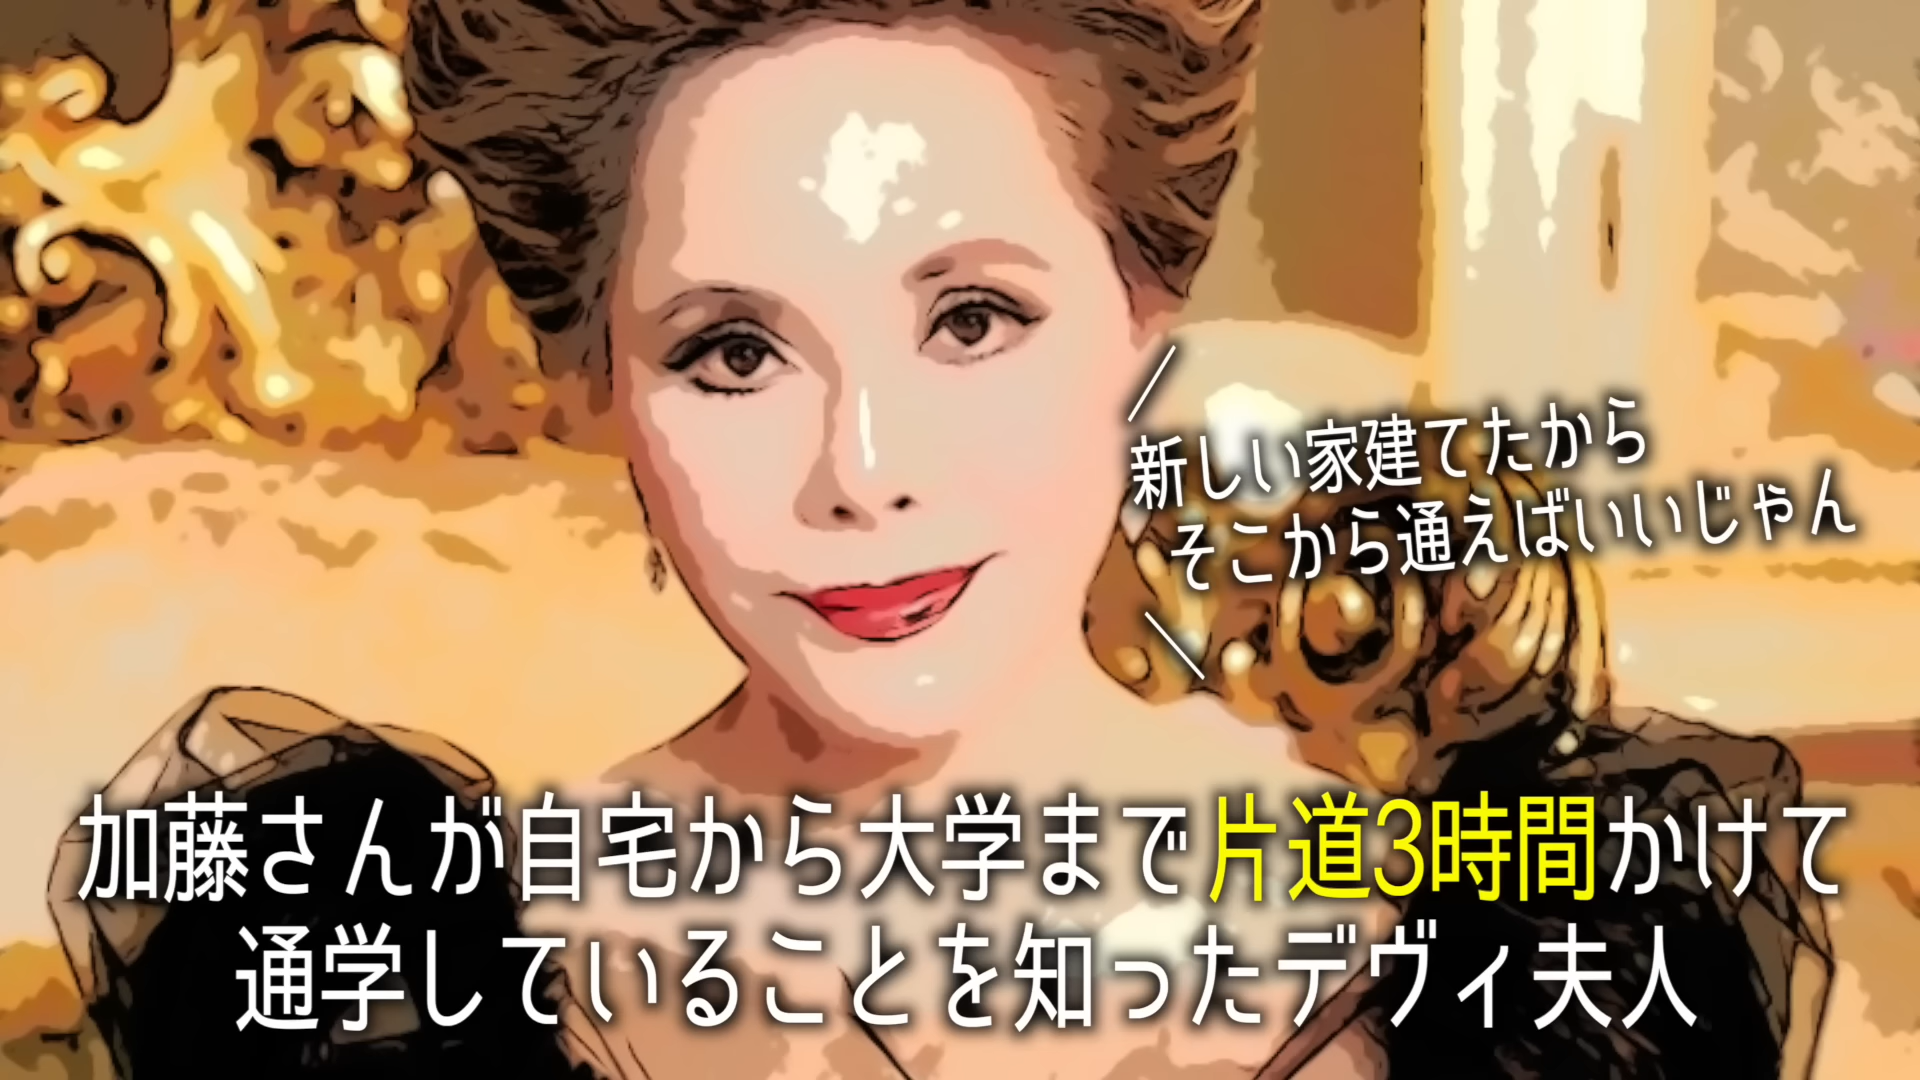 新しい家建てたから
そこから通えばいいじゃん
加藤さんが自宅から大学まで片道3時間かけて
通学していることを知ったデヴィ夫人